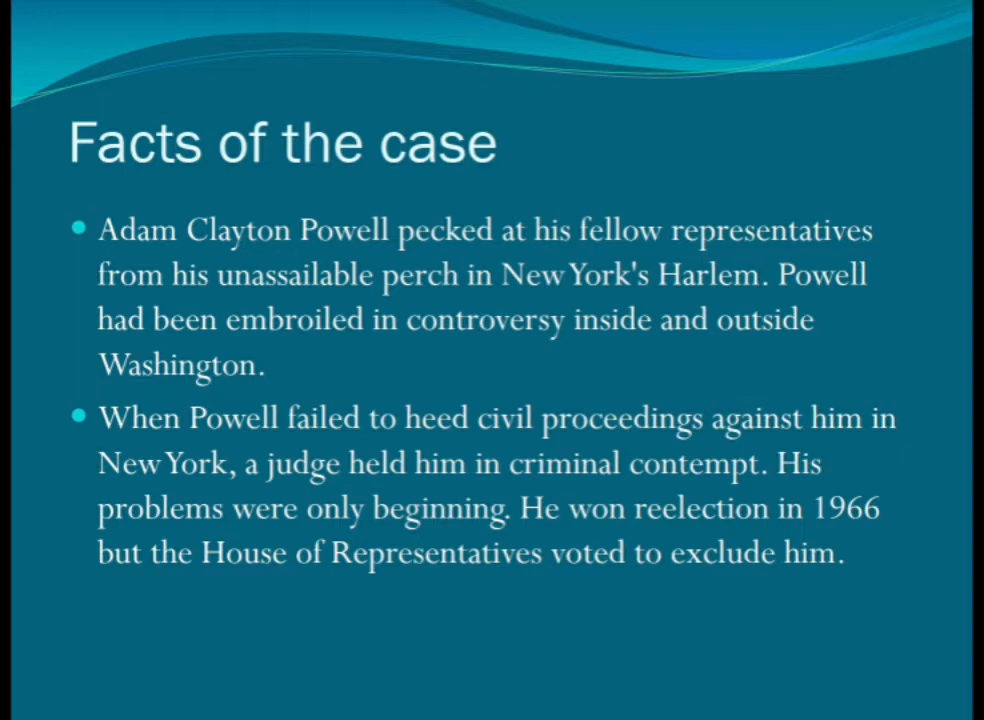 Facts of the case
Adam Clayton Powell pecked at his fellow representatives
from his unassailable perch in New York's Harlem. Powell
had been embroiled in controversy inside and outside
Washington.
When Powell failed to heed civil proceedings against him in
New York, a judge held him in criminal contempt. His
problems were only beginning. He won reelection in 1966
but the House of Representatives voted to exclude him.